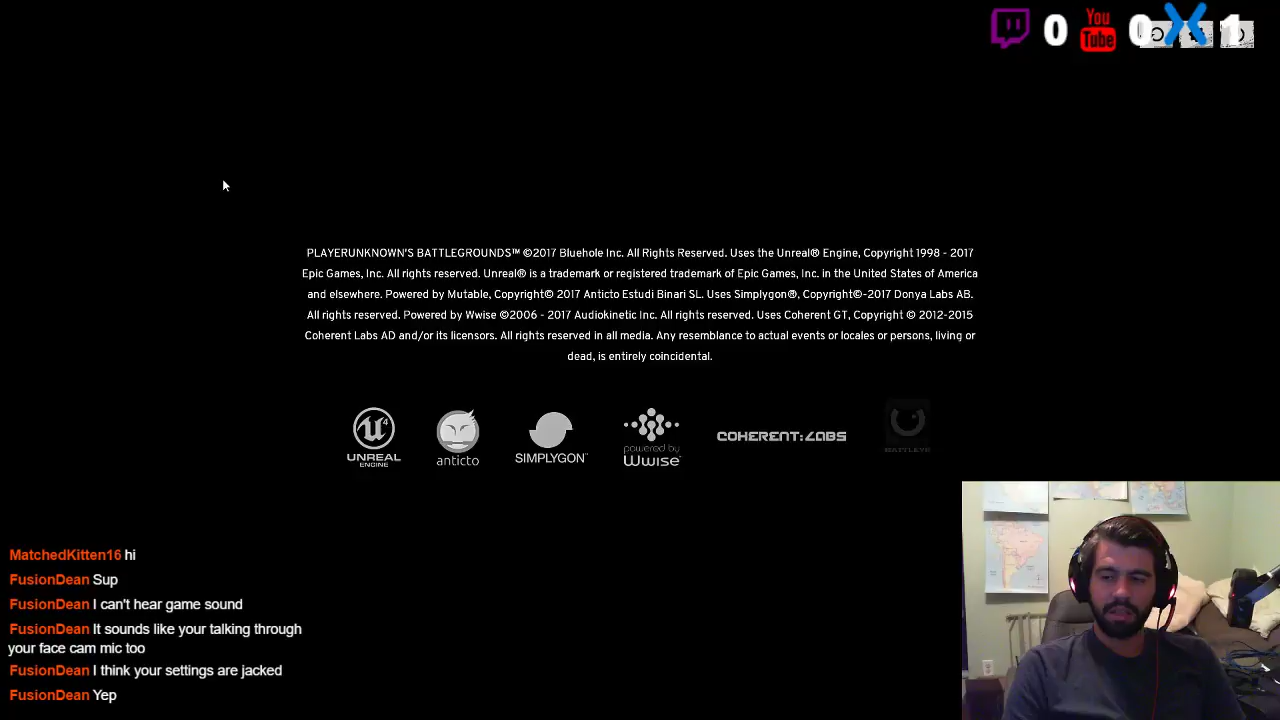 0 You Tube 0 1
PLAYERUNKNOWN'S BATTLEGROUNDS™ ©2017 Bluehole Inc. All Rights Reserved. Uses the Unreal® Engine, Copyright 1998 - 2017
Epic Games, Inc. All rights reserved. Unreal® is a trademark or registered trademark of Epic Games, Inc. in the United States of America
and elsewhere. Powered by Mutable, Copyright© 2017 Anticto Estudi Binari SL. Uses Simplygon®, Copyright©-2017 Donya Labs AB.
All rights reserved. Powered by Wwise ©2006 - 2017 Audiokinetic Inc. All rights reserved. Uses Coherent GT, Copyright © 2012-2015
Coherent Labs AD and/or its licensors. All rights reserved in all media. Any resemblance to actual events or locales or persons, living or
dead, is entirely coincidental.
UNREAL ENGINE 4
anticto
SIMPLYGON™
powered by Wwise
COHERENT:LABS
BATTLEYE
MatchedKitten16 hi
FusionDean Sup
FusionDean I can't hear game sound
FusionDean It sounds like your talking through
your face cam mic too
FusionDean I think your settings are jacked
FusionDean Yep